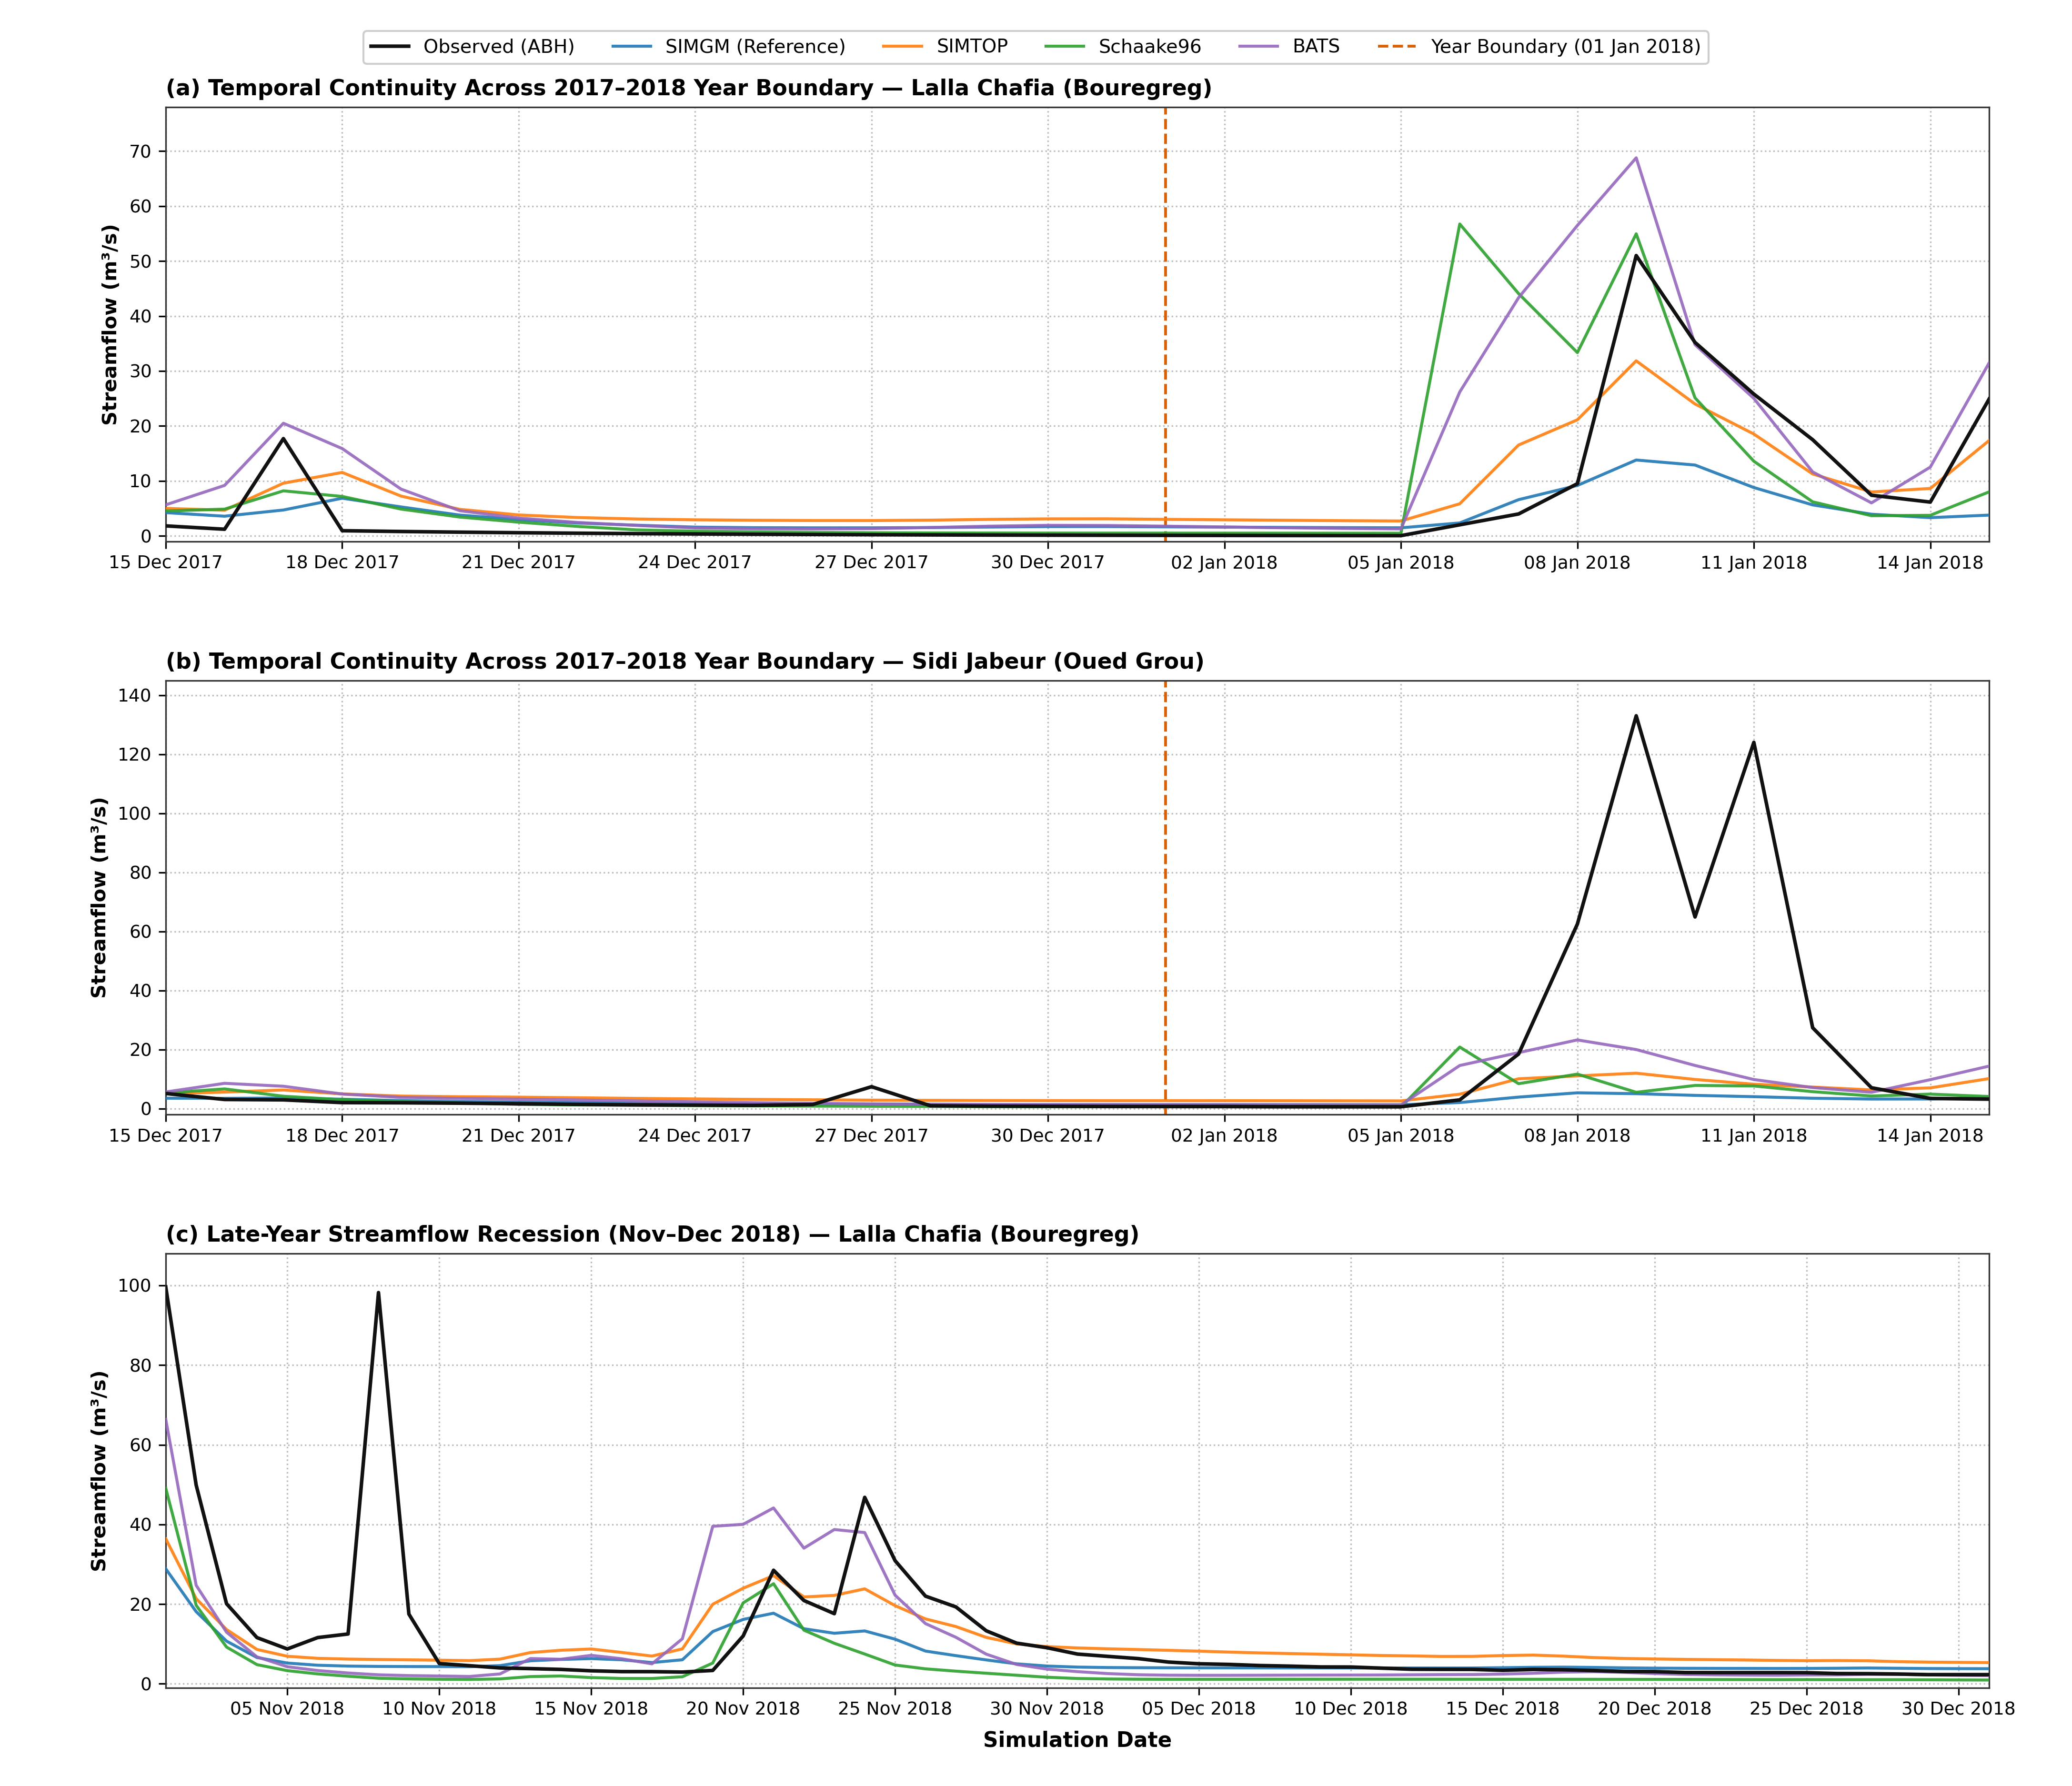 Observed (ABH) SIMGM (Reference) SIMTOP Schaake96 BATS Year Boundary (01 Jan 2018)
(a) Temporal Continuity Across 2017–2018 Year Boundary — Lalla Chafia (Bouregreg)
Streamflow (m³/s)
70
60
50
40
30
20
10
0
15 Dec 2017 18 Dec 2017 21 Dec 2017 24 Dec 2017 27 Dec 2017 30 Dec 2017 02 Jan 2018 05 Jan 2018 08 Jan 2018 11 Jan 2018 14 Jan 2018
(b) Temporal Continuity Across 2017–2018 Year Boundary — Sidi Jabeur (Oued Grou)
Streamflow (m³/s)
140
120
100
80
60
40
20
0
15 Dec 2017 18 Dec 2017 21 Dec 2017 24 Dec 2017 27 Dec 2017 30 Dec 2017 02 Jan 2018 05 Jan 2018 08 Jan 2018 11 Jan 2018 14 Jan 2018
(c) Late-Year Streamflow Recession (Nov–Dec 2018) — Lalla Chafia (Bouregreg)
Streamflow (m³/s)
100
80
60
40
20
0
05 Nov 2018 10 Nov 2018 15 Nov 2018 20 Nov 2018 25 Nov 2018 30 Nov 2018 05 Dec 2018 10 Dec 2018 15 Dec 2018 20 Dec 2018 25 Dec 2018 30 Dec 2018
Simulation Date